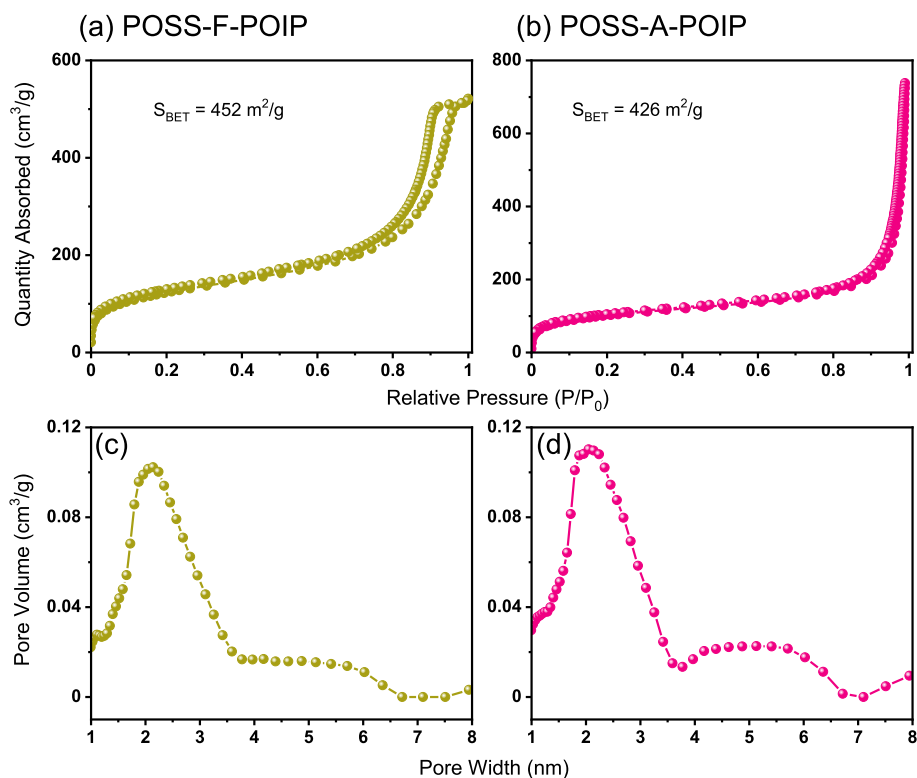 (a) POSS-F-POIP
(b) POSS-A-POIP
Quantity Absorbed (cm³/g)
600
400
200
0
S_BET = 452 m²/g
0 0.2 0.4 0.6 0.8 1
800
600
400
200
0
S_BET = 426 m²/g
0 0.2 0.4 0.6 0.8 1
Relative Pressure (P/P₀)
Pore Volume (cm³/g)
(c)
0.12
0.08
0.04
0
1 2 3 4 5 6 7 8
(d)
0.12
0.08
0.04
0
1 2 3 4 5 6 7 8
Pore Width (nm)